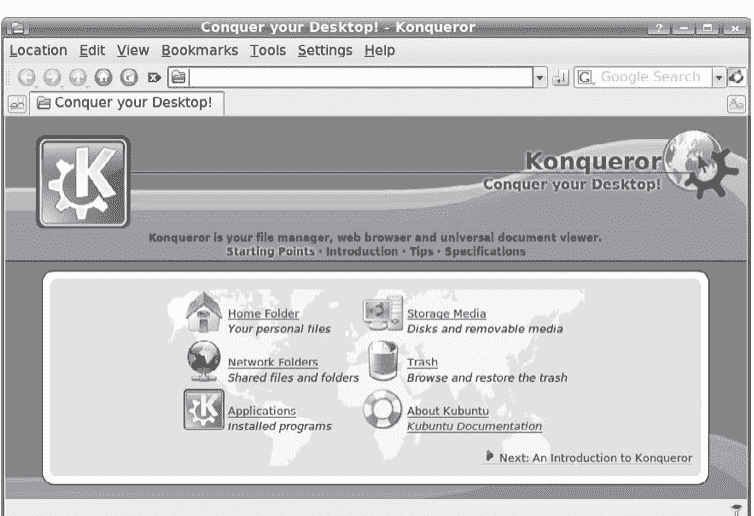 Conquer your Desktop! - Konqueror
Location Edit View Bookmarks Tools Settings Help
Google Search
Conquer your Desktop!
Konqueror
Conquer your Desktop!
Konqueror is your file manager, web browser and universal document viewer.
Starting Points · Introduction · Tips · Specifications
Home Folder
Your personal files
Storage Media
Disks and removable media
Network Folders
Shared files and folders
Trash
Browse and restore the trash
Applications
Installed programs
About Kubuntu
Kubuntu Documentation
Next: An Introduction to Konqueror